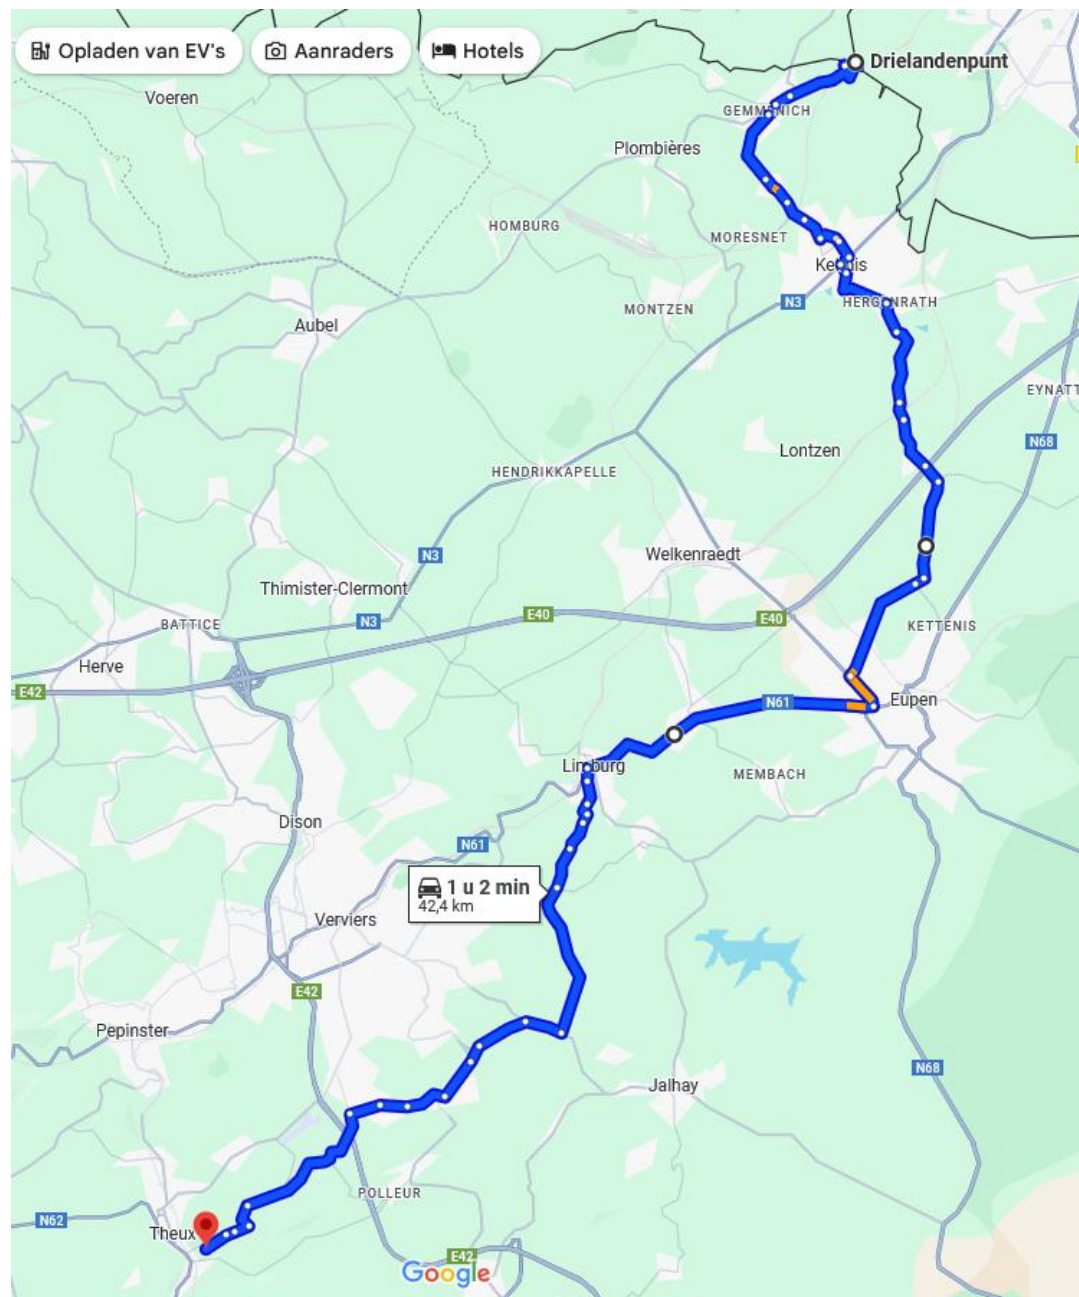 Opladen van EV's
Aanraders
Hotels
Drielandenpunt
Voeren
GEMMENICH
Plombières
HOMBURG
MORESNET
Kelmis
N3
HERGENRATH
MONTZEN
Aubel
EYNATT
N68
Lontzen
HENDRIKKAPELLE
N3
Welkenraedt
Thimister-Clermont
N3
E40
E40
BATTICE
KETTENIS
Herve
E42
Eupen
N61
Limburg
MEMBACH
Dison
N61
1 u 2 min
42,4 km
Verviers
E42
Pepinster
N68
Jalhay
POLLEUR
N62
Theux
E42
Google